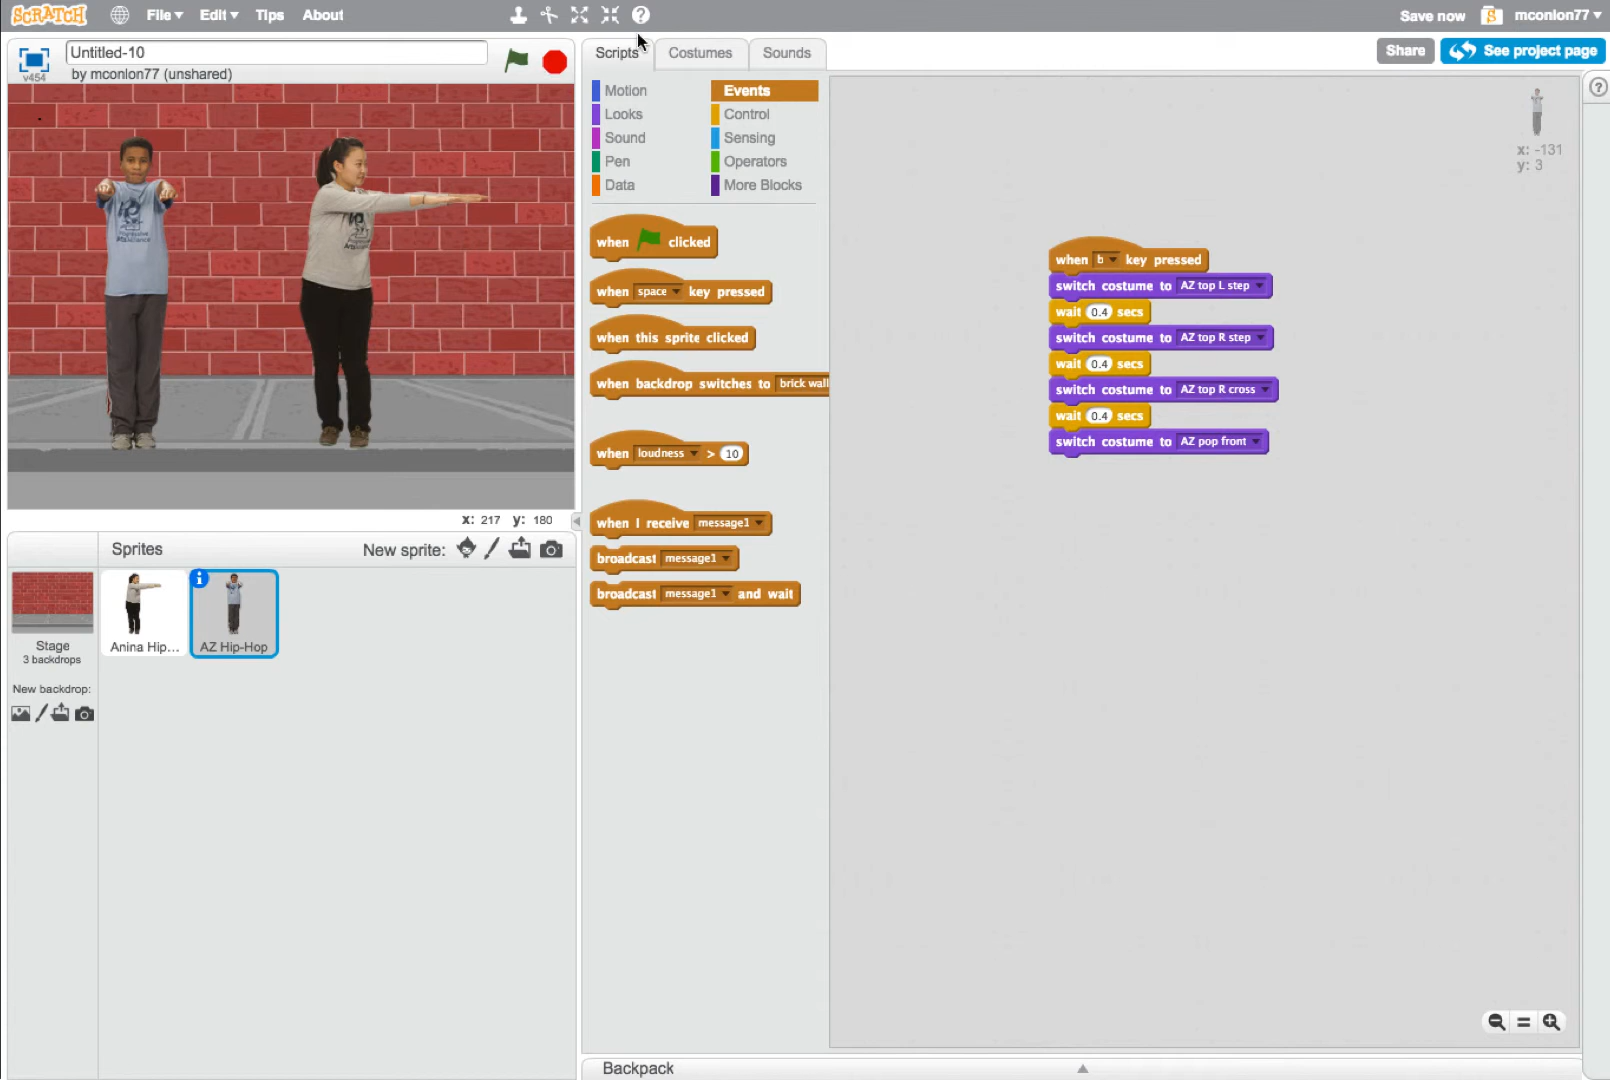 SCRATCH
File
Edit
Tips
About
Save now
mconlon77
Untitled-10
by mconlon77 (unshared)
v454
Scripts
Costumes
Sounds
Share
See project page
Motion
Events
Looks
Control
Sound
Sensing
Pen
Operators
Data
More Blocks
x: -131
y: 3
when clicked
when space key pressed
when this sprite clicked
when backdrop switches to brick wall
when loudness > 10
when I receive message1
broadcast message1
broadcast message1 and wait
when b key pressed
switch costume to AZ top L step
wait 0.4 secs
switch costume to AZ top R step
wait 0.4 secs
switch costume to AZ top R cross
wait 0.4 secs
switch costume to AZ pop front
x: 217 y: 180
Sprites
New sprite:
Stage
3 backdrops
New backdrop:
Anina Hip...
AZ Hip-Hop
Backpack